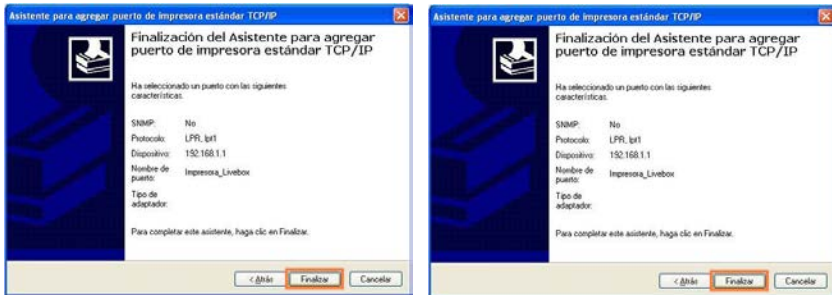 Asistente para agregar puerto de impresora estándar TCP/IP
Finalización del Asistente para agregar
puerto de impresora estándar TCP/IP
Ha seleccionado un puerto con las siguientes
características.
SNMP: No
Protocolo: LPR, lpt1
Dispositivo: 192.168.1.1
Nombre de
puerto: Impresora_Livebox
Tipo de
adaptador:
Para completar este asistente, haga clic en Finalizar.
< Atrás Finalizar Cancelar
Asistente para agregar puerto de impresora estándar TCP/IP
Finalización del Asistente para agregar
puerto de impresora estándar TCP/IP
Ha seleccionado un puerto con las siguientes
características.
SNMP: No
Protocolo: LPR, lpt1
Dispositivo: 192.168.1.1
Nombre de
puerto: Impresora_Livebox
Tipo de
adaptador:
Para completar este asistente, haga clic en Finalizar.
< Atrás Finalizar Cancelar